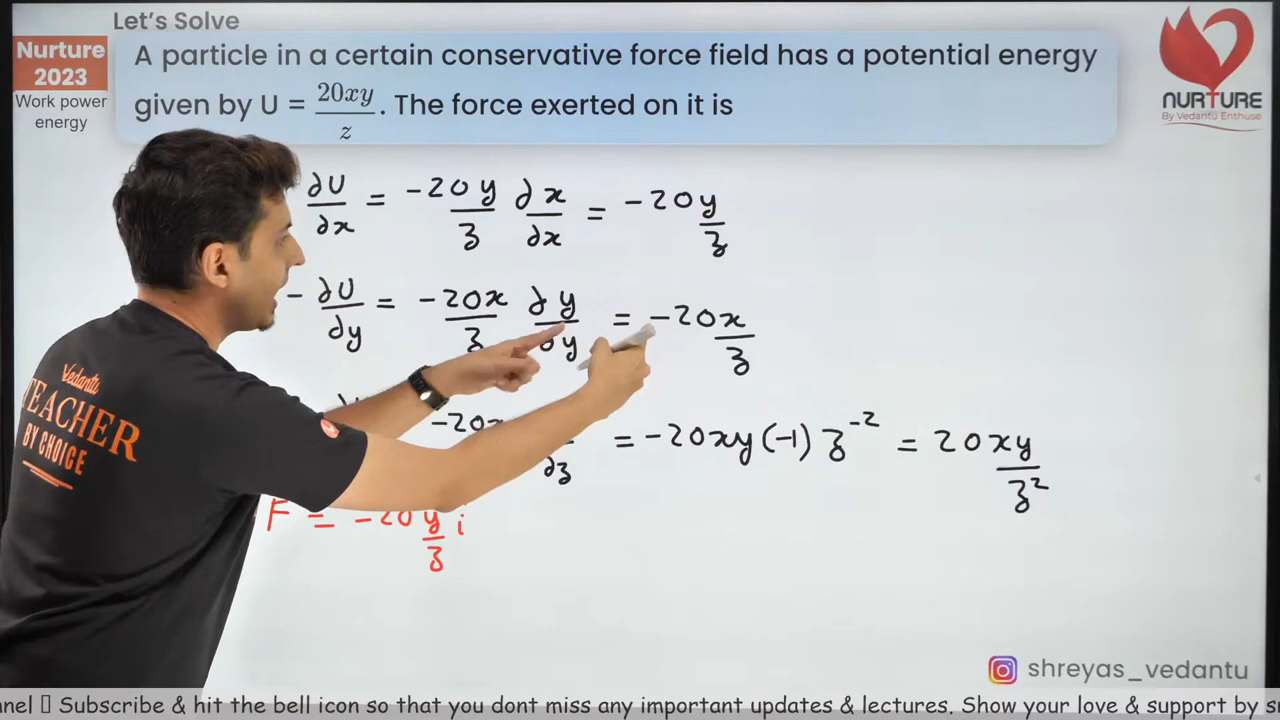 Let's Solve
Nurture
2023
Work power
energy
A particle in a certain conservative force field has a potential energy
given by U = 20xy/z. The force exerted on it is
NURTURE
By Vedantu Enthuse
∂U/∂x = -20y/z ∂x/∂x = -20y/z
- ∂U/∂y = -20x/z ∂y/∂y = -20x/z
-20x ∂z = -20xy(-1) z⁻² = 20xy/z²
F = -20y/z i
Vedantu
TEACHER
BY CHOICE
shreyas_vedantu
nel Subscribe & hit the bell icon so that you dont miss any important updates & lectures. Show your love & support by